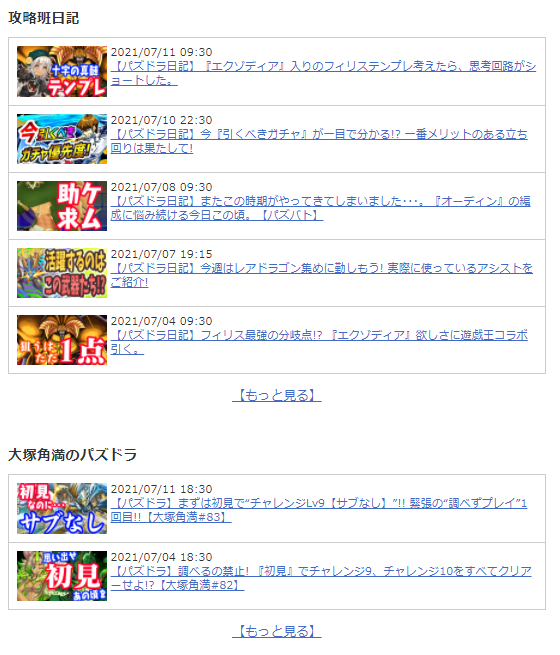 攻略班日記
十字の真髄
テンプレ
2021/07/11 09:30
【パズドラ日記】『エクゾディア』入りのフィリステンプレ考えたら、思考回路がシ
ョートした。
今引くべき
ガチャ優先度!
2021/07/10 22:30
【パズドラ日記】今『引くべきガチャ』が一目で分かる!? 一番メリットのある立ち
回りは果たして!
助ケ
求ム
2021/07/08 09:30
【パズドラ日記】またこの時期がやってきてしまいました･･･。『オーディン』の編
成に悩み続ける今日この頃。【パズバト】
活躍するのは
この武器たち!?
2021/07/07 19:15
【パズドラ日記】今週はレアドラゴン集めに勤しもう! 実際に使っているアシストを
ご紹介!
狙うは、
ただ1点
2021/07/04 09:30
【パズドラ日記】フィリス最強の分岐点!? 『エクゾディア』欲しさに遊戯王コラボ
引く。
【もっと見る】
大塚角満のパズドラ
初見
なのに…
サブなし
2021/07/11 18:30
【パズドラ】まずは初見で“チャレンジLv9【サブなし】”!! 緊張の“調べずプレイ”1
回目!!【大塚角満#83】
思い出せ
初見
あの頃を
2021/07/04 18:30
【パズドラ】調べるの禁止! 『初見』でチャレンジ9、チャレンジ10をすべてクリア
ーせよ!?【大塚角満#82】
【もっと見る】